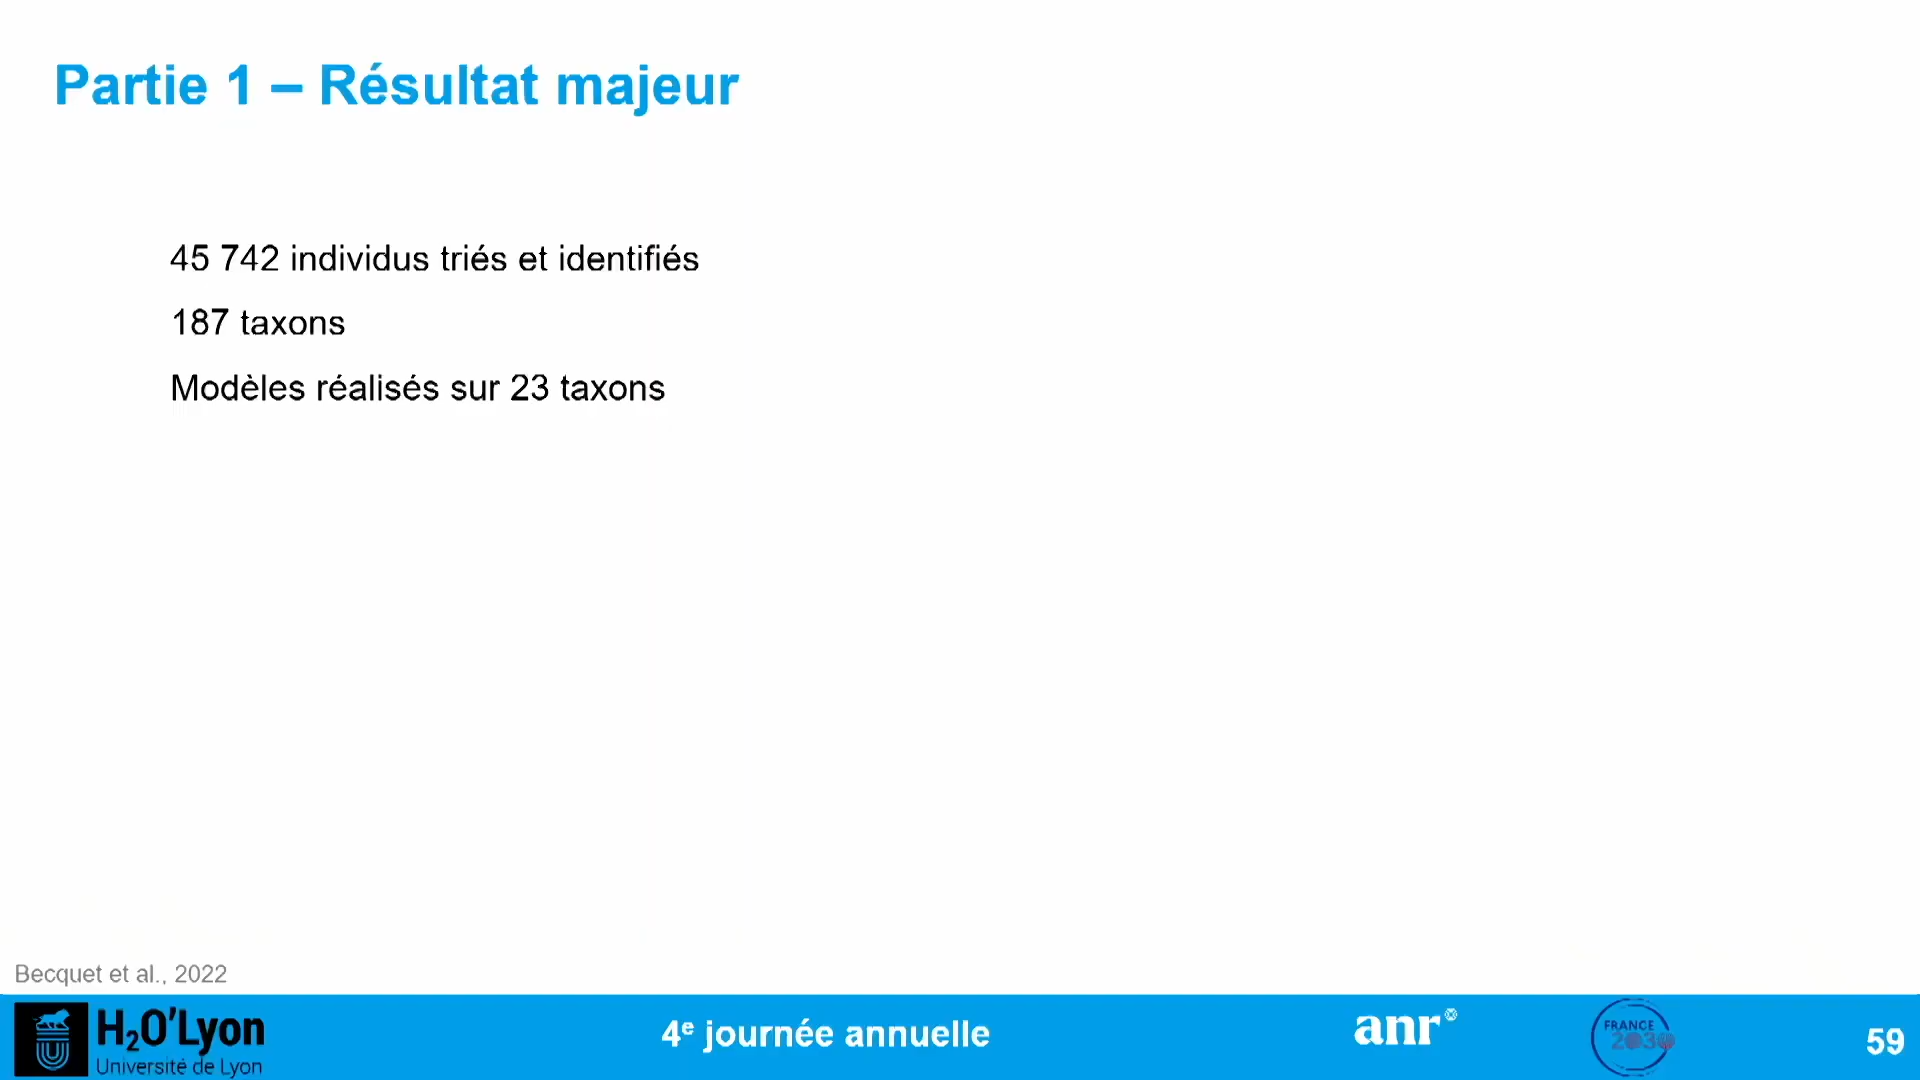 Partie 1 – Résultat majeur
45 742 individus triés et identifiés
187 taxons
Modèles réalisés sur 23 taxons
Becquet et al., 2022
H₂O'Lyon
Université de Lyon
4e journée annuelle
anr
FRANCE
2030
59